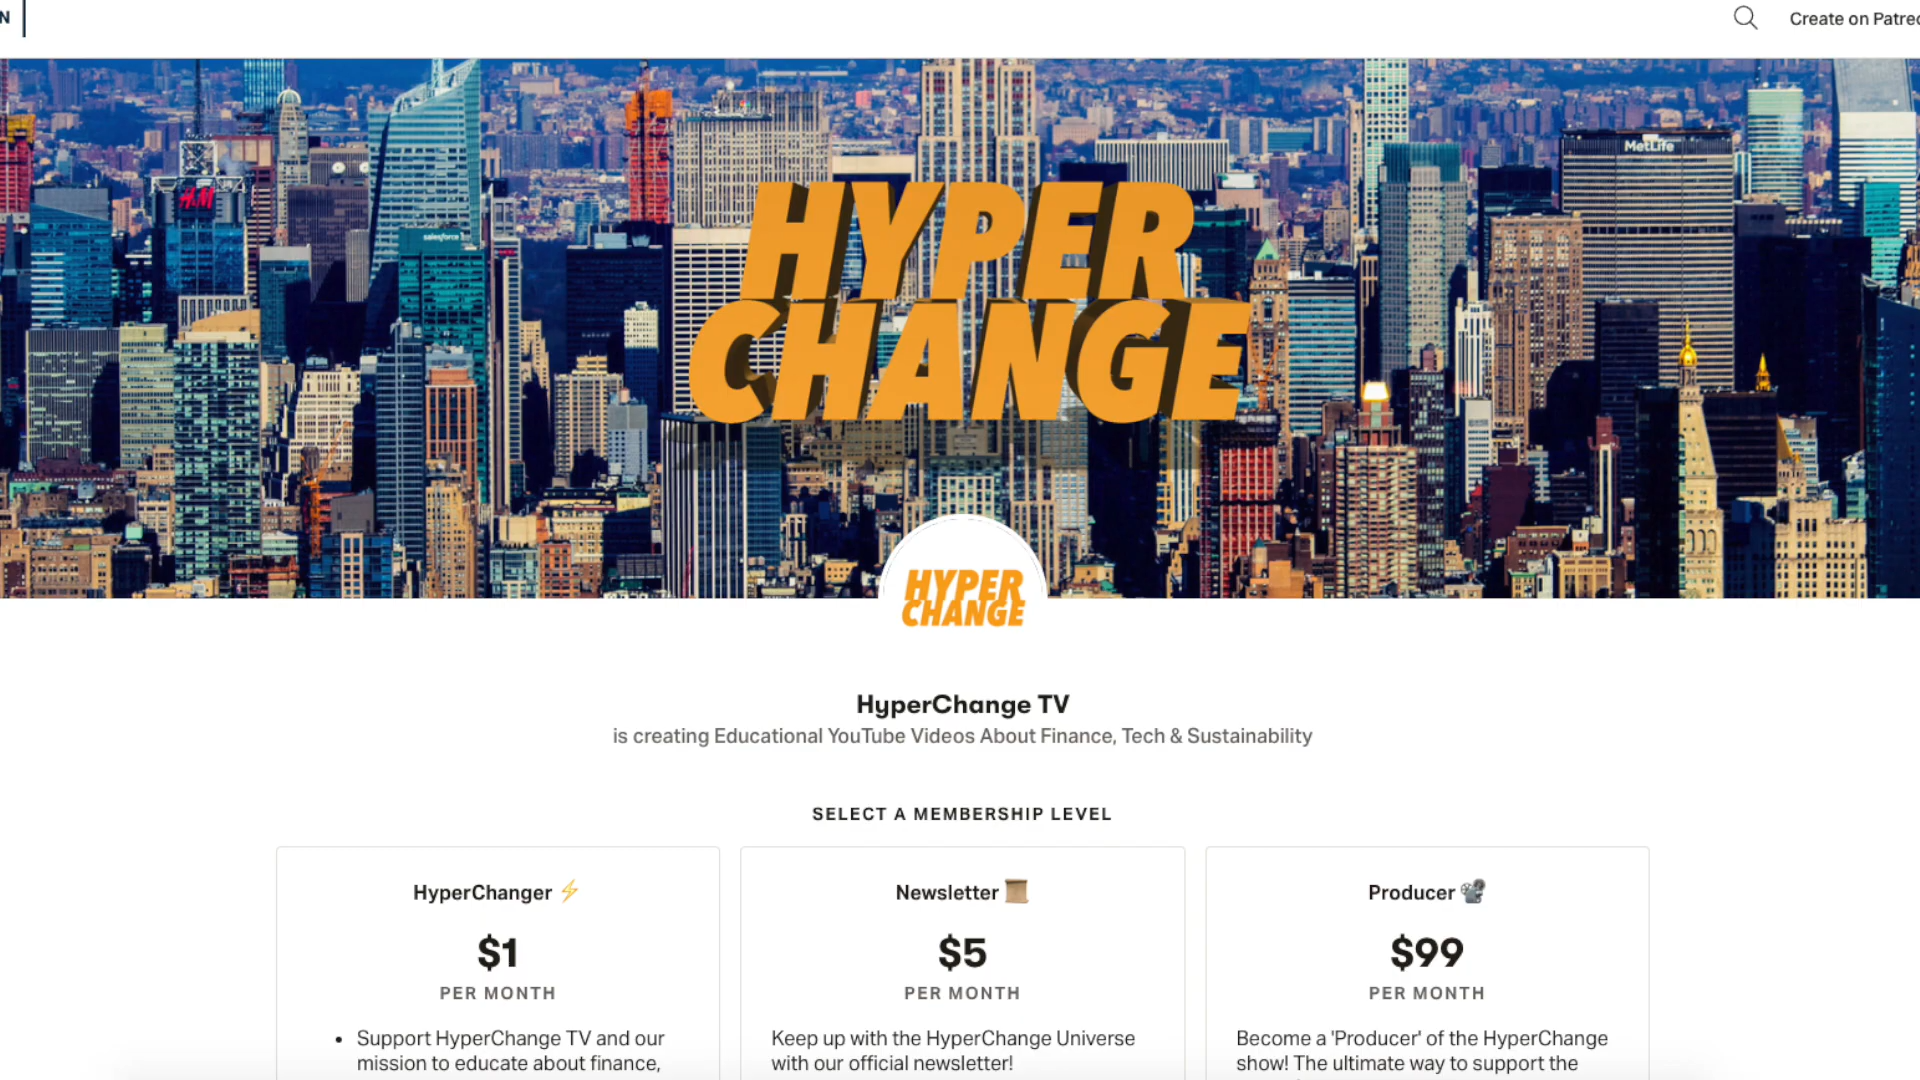 N
Create on Patreo
H&M
salesforce
MetLife
HYPER
CHANGE
HYPER
CHANGE
HyperChange TV
is creating Educational YouTube Videos About Finance, Tech & Sustainability
SELECT A MEMBERSHIP LEVEL
HyperChanger ⚡
$1
PER MONTH
• Support HyperChange TV and our
mission to educate about finance,
Newsletter 📜
$5
PER MONTH
Keep up with the HyperChange Universe
with our official newsletter!
Producer 📽
$99
PER MONTH
Become a 'Producer' of the HyperChange
show! The ultimate way to support the